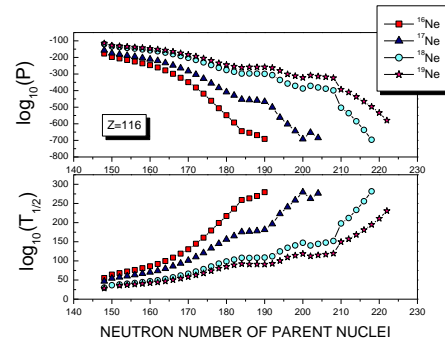 ¹⁶Ne
¹⁷Ne
¹⁸Ne
¹⁹Ne
log₁₀(P)
-100
-200
-300
-400
-500
-600
-700
-800
Z=116
140 150 160 170 180 190 200 210 220 230
log₁₀(T₁/₂)
300
250
200
150
100
50
0
140 150 160 170 180 190 200 210 220 230
NEUTRON NUMBER OF PARENT NUCLEI